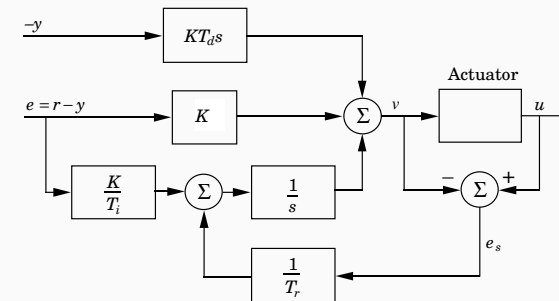 −y
KT_d s
Actuator
e = r − y
K
Σ
v
u
K/T_i
Σ
1/s
−
Σ
+
e_s
1/T_r